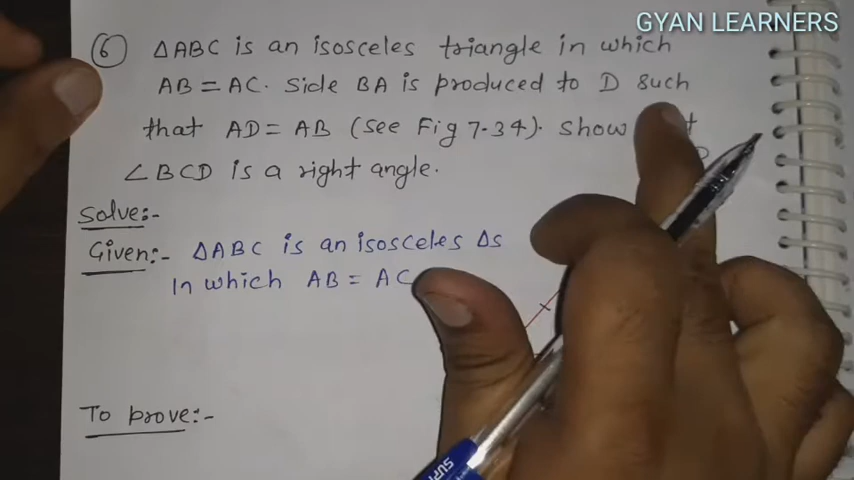 GYAN LEARNERS
6 ΔABC is an isosceles triangle in which
AB = AC. Side BA is produced to D such
that AD = AB (see Fig 7.34). Show
∠BCD is a right angle.
Solve:-
Given:- ΔABC is an isosceles Δs
In which AB = AC
To prove:-